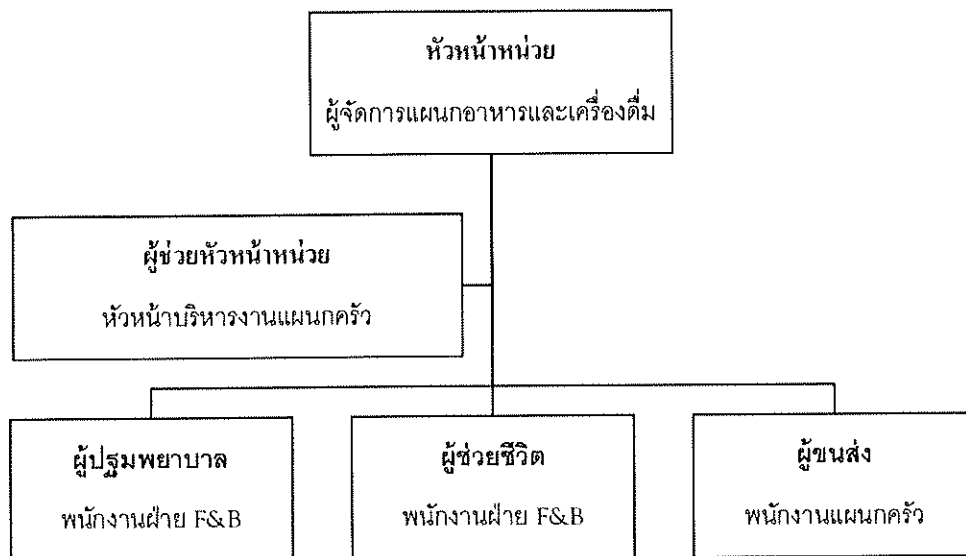 หัวหน้าหน่วย
ผู้จัดการแผนกอาหารและเครื่องดื่ม
ผู้ช่วยหัวหน้าหน่วย
หัวหน้าบริหารงานแผนกครัว
ผู้ปฐมพยาบาล
พนักงานฝ่าย F&B
ผู้ช่วยชีวิต
พนักงานฝ่าย F&B
ผู้ขนส่ง
พนักงานแผนกครัว